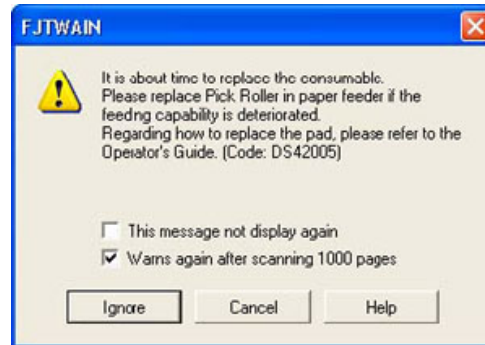 FJTWAIN
It is about time to replace the consumable.
Please replace Pick Roller in paper feeder if the
feeding capability is deteriorated.
Regarding how to replace the pad, please refer to the
Operator's Guide. (Code: DS42005)
This message not display again
Warns again after scanning 1000 pages
Ignore Cancel Help